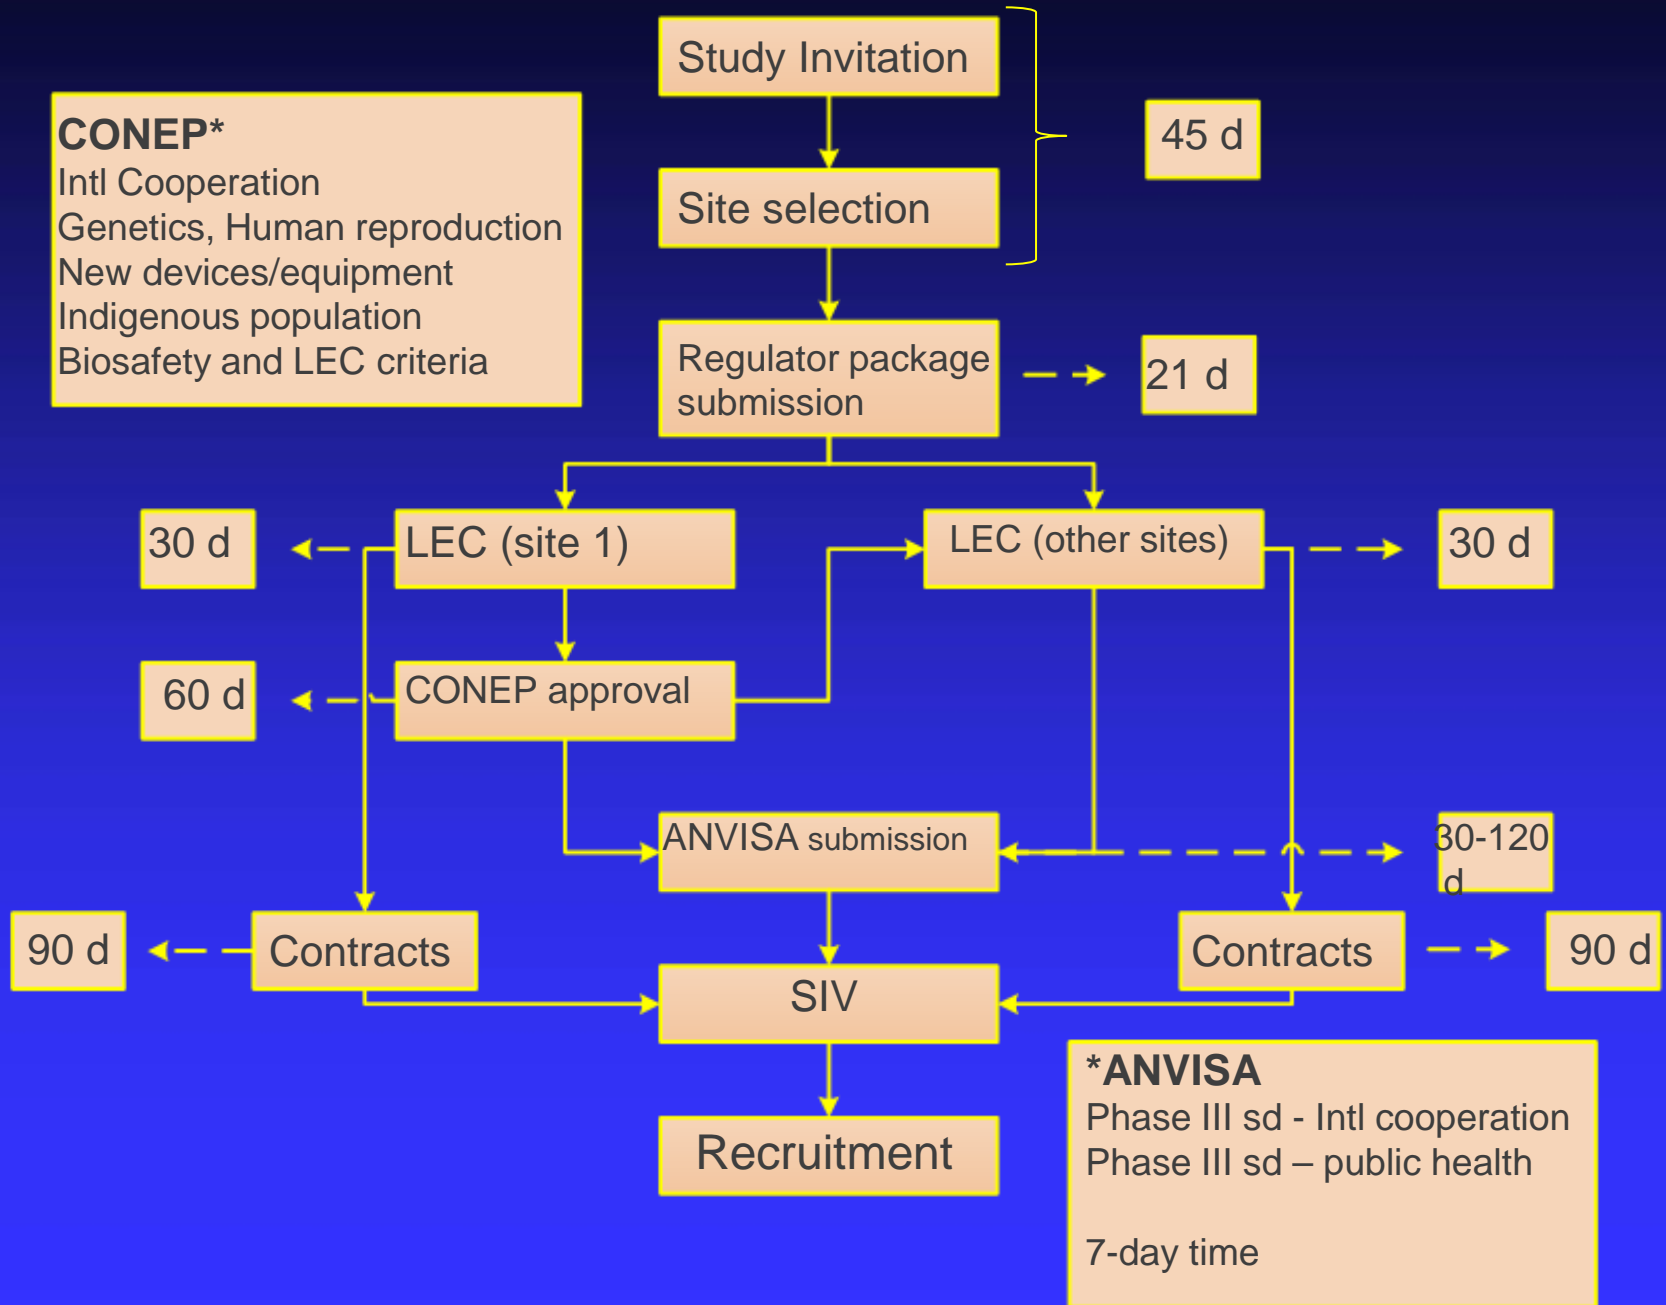 Study Invitation
CONEP*
Intl Cooperation
Genetics, Human reproduction
New devices/equipment
Indigenous population
Biosafety and LEC criteria
45 d
Site selection
Regulator package
submission
21 d
30 d
LEC (site 1)
LEC (other sites)
30 d
60 d
CONEP approval
ANVISA submission
30-120
d
90 d
Contracts
Contracts
90 d
SIV
*ANVISA
Phase III sd - Intl cooperation
Phase III sd – public health
7-day time
Recruitment